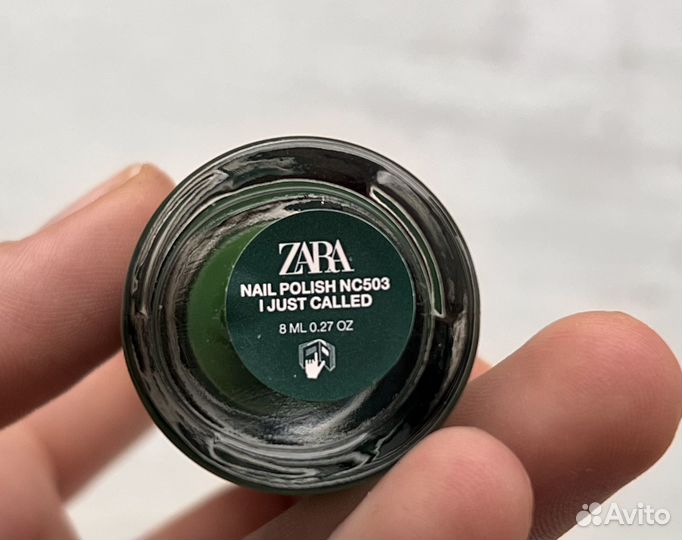 ZARA
NAIL POLISH NC503
I JUST CALLED
8 ML 0.27 OZ
Avito